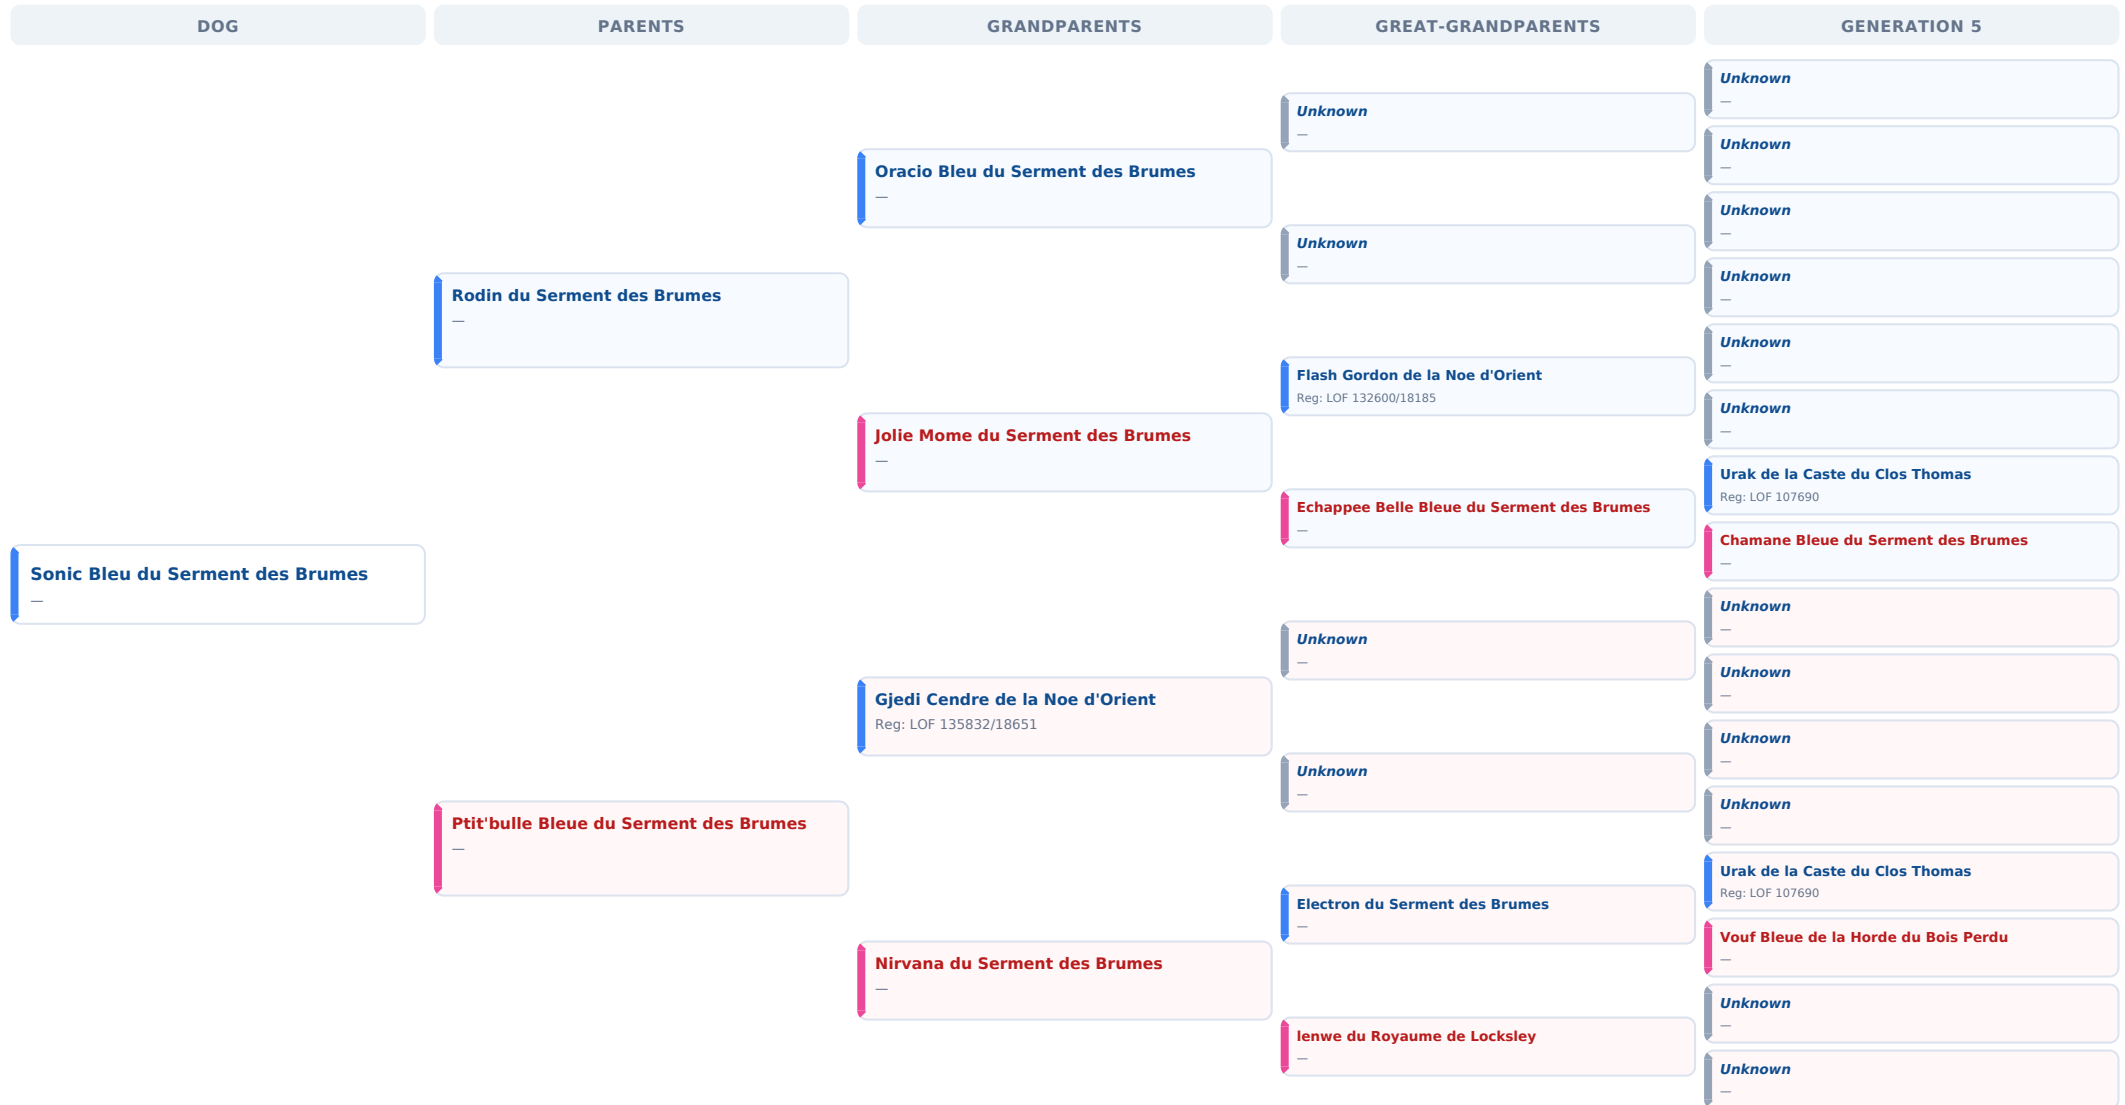 DOG
PARENTS
GRANDPARENTS
GREAT-GRANDPARENTS
GENERATION 5
Sonic Bleu du Serment des Brumes
—
Rodin du Serment des Brumes
—
Ptit'bulle Bleue du Serment des Brumes
—
Oracio Bleu du Serment des Brumes
—
Jolie Mome du Serment des Brumes
—
Gjedi Cendre de la Noe d'Orient
Reg: LOF 135832/18651
Nirvana du Serment des Brumes
—
Unknown
—
Unknown
—
Flash Gordon de la Noe d'Orient
Reg: LOF 132600/18185
Echappee Belle Bleue du Serment des Brumes
—
Unknown
—
Unknown
—
Electron du Serment des Brumes
—
lenwe du Royaume de Locksley
—
Unknown
—
Unknown
—
Unknown
—
Unknown
—
Unknown
—
Unknown
—
Urak de la Caste du Clos Thomas
Reg: LOF 107690
Chamane Bleue du Serment des Brumes
—
Unknown
—
Unknown
—
Unknown
—
Unknown
—
Urak de la Caste du Clos Thomas
Reg: LOF 107690
Vouf Bleue de la Horde du Bois Perdu
—
Unknown
—
Unknown
—